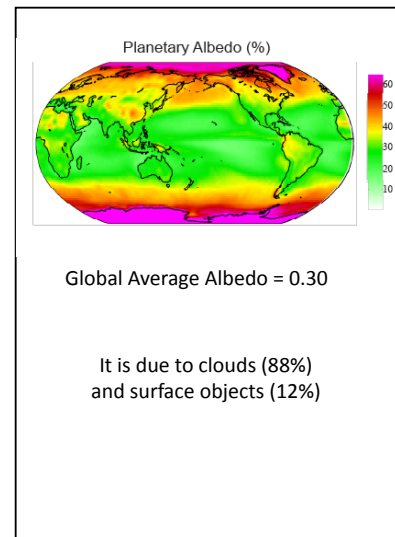 Planetary Albedo (%)
60
50
40
30
20
10
Global Average Albedo = 0.30
It is due to clouds (88%)
and surface objects (12%)